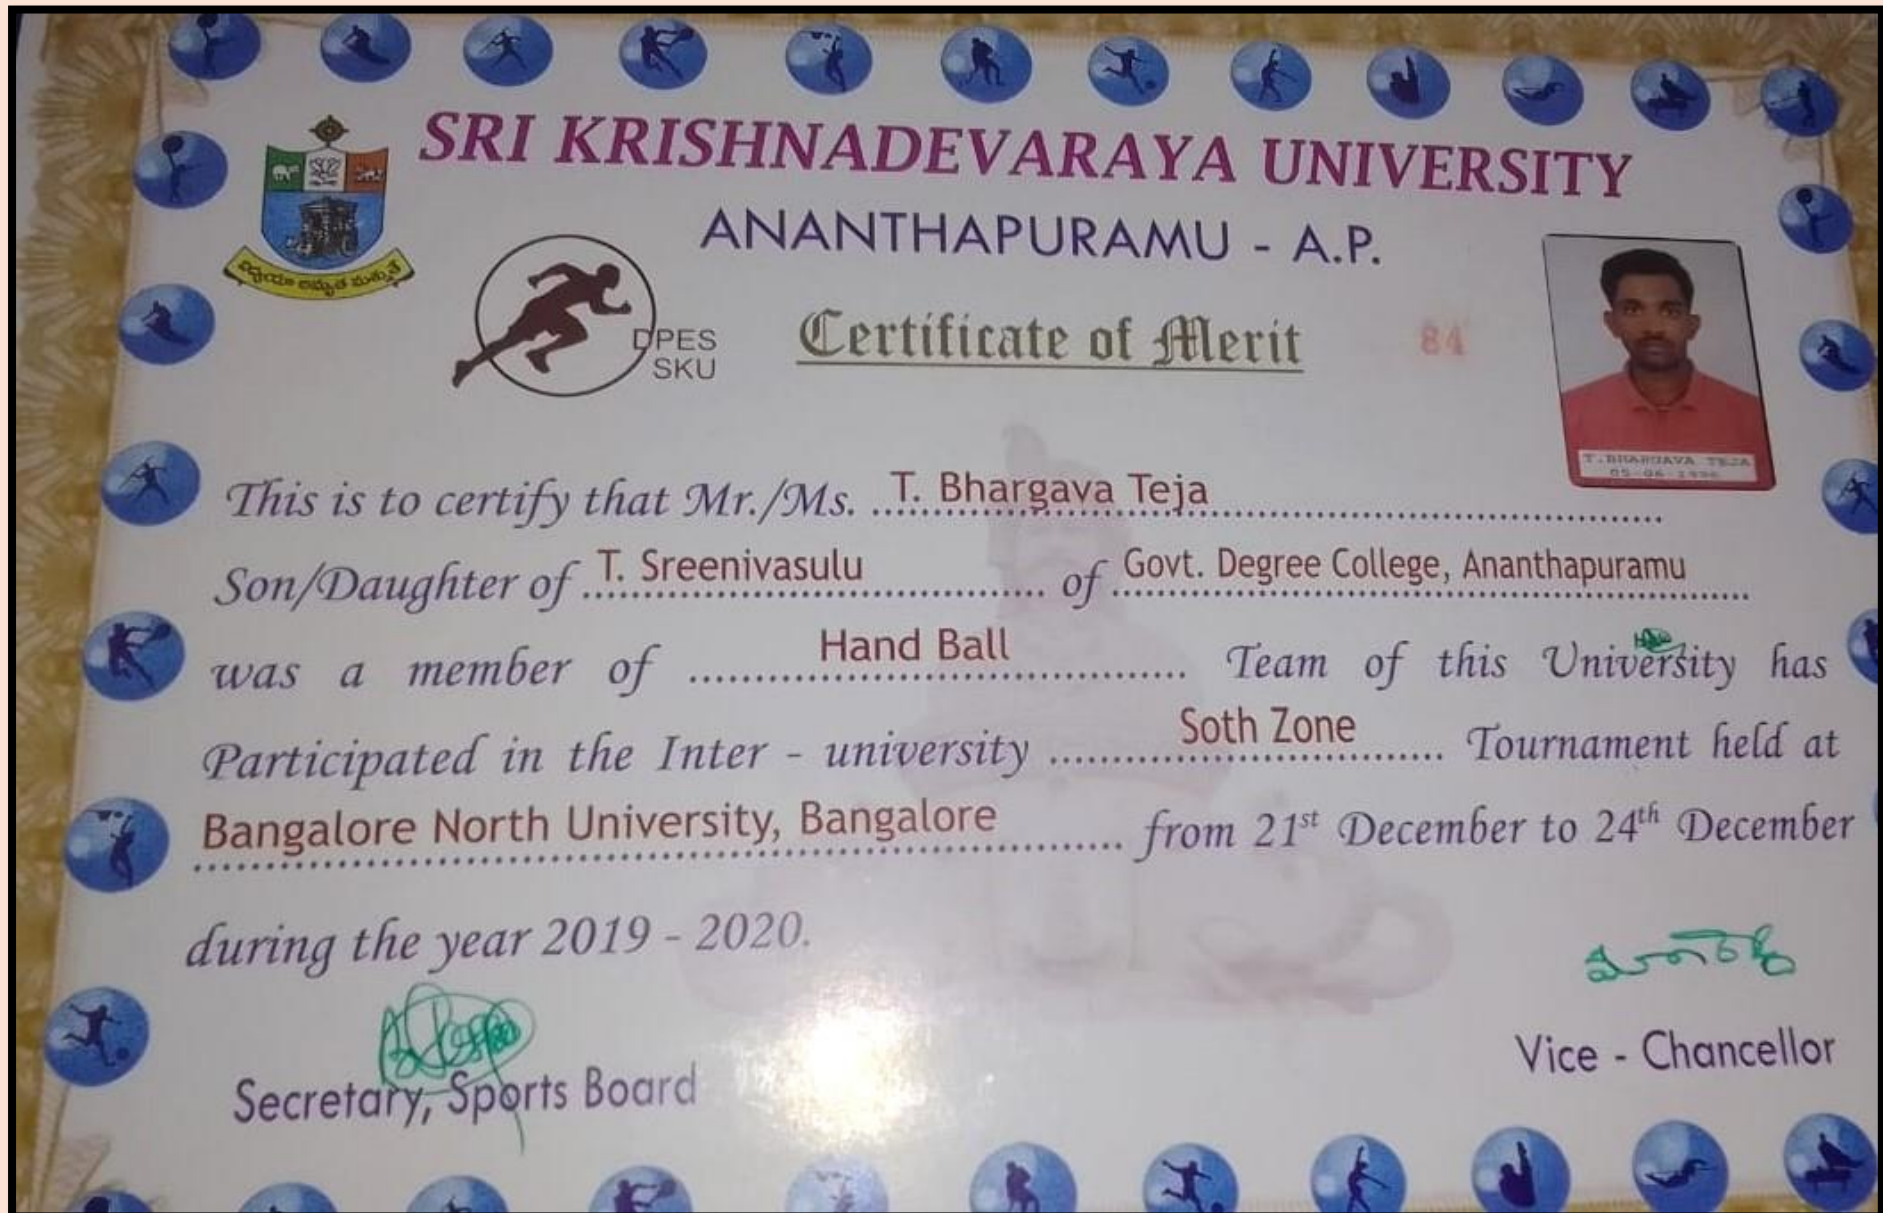 SRI KRISHNADEVARAYA UNIVERSITY
ANANTHAPURAMU - A.P.
DPES
SKU
Certificate of Merit
84
T. BHARGAVA TEJA
This is to certify that Mr./Ms. T. Bhargava Teja
Son/Daughter of T. Sreenivasulu of Govt. Degree College, Ananthapuramu
was a member of Hand Ball Team of this University has
Participated in the Inter - university Soth Zone Tournament held at
Bangalore North University, Bangalore from 21st December to 24th December
during the year 2019 - 2020.
Secretary, Sports Board
Vice - Chancellor